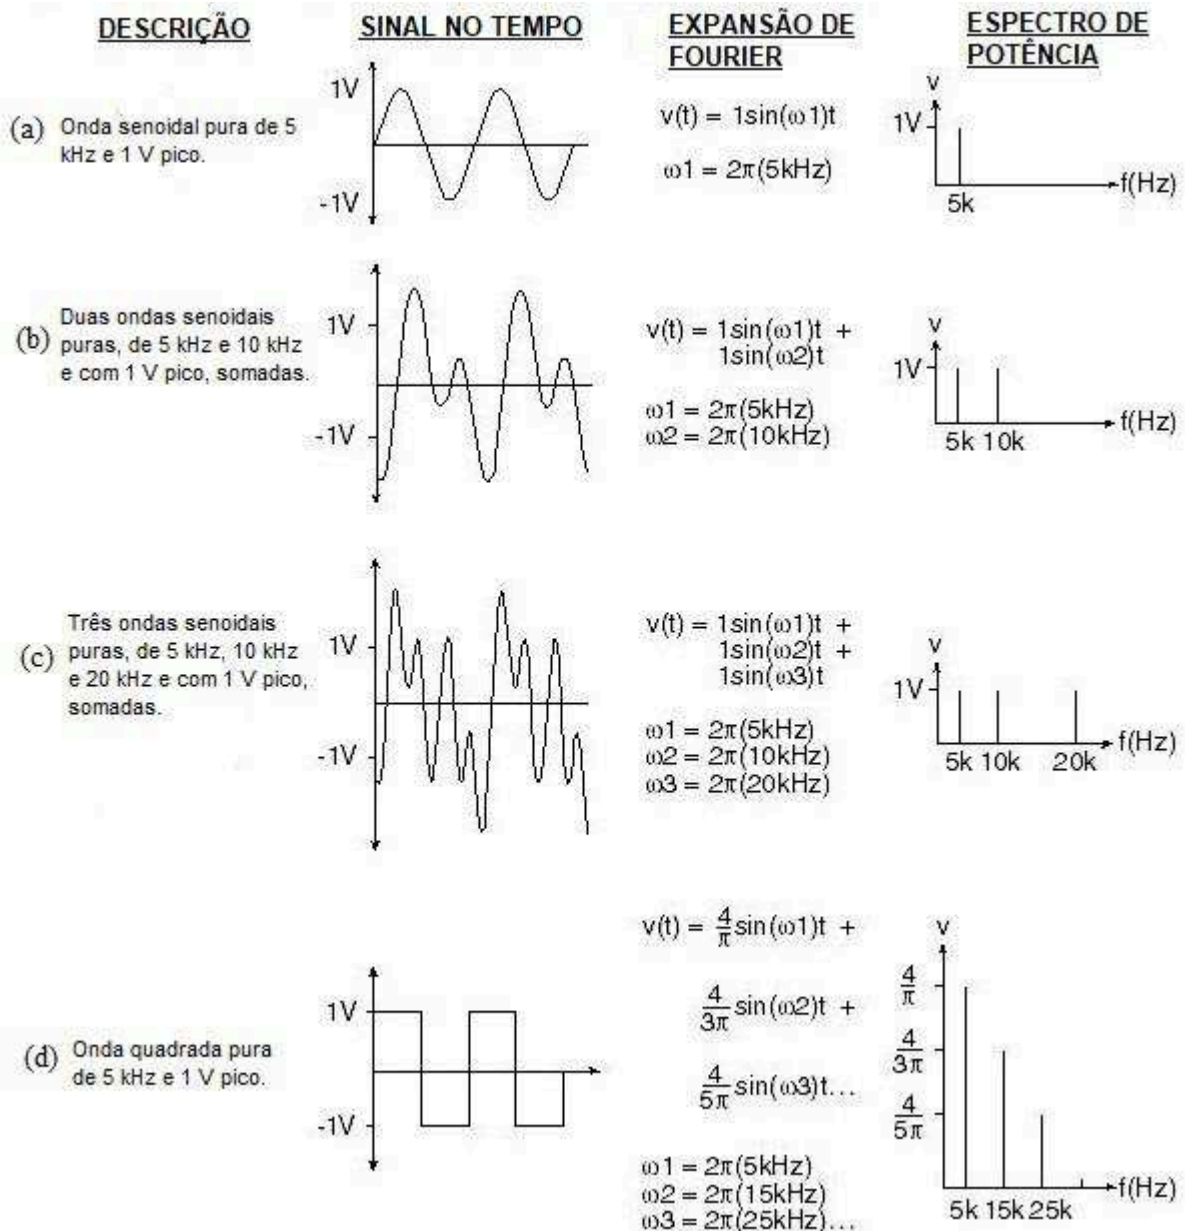 DESCRIÇÃO
SINAL NO TEMPO
EXPANSÃO DE
FOURIER
ESPECTRO DE
POTÊNCIA
(a) Onda senoidal pura de 5
kHz e 1 V pico.
1V
-1V
v(t) = 1sin(ω1)t
ω1 = 2π(5kHz)
v
1V
f(Hz)
5k
(b) Duas ondas senoidais
puras, de 5 kHz e 10 kHz
e com 1 V pico, somadas.
1V
-1V
v(t) = 1sin(ω1)t +
1sin(ω2)t
ω1 = 2π(5kHz)
ω2 = 2π(10kHz)
v
1V
f(Hz)
5k 10k
(c) Três ondas senoidais
puras, de 5 kHz, 10 kHz
e 20 kHz e com 1 V pico,
somadas.
1V
-1V
v(t) = 1sin(ω1)t +
1sin(ω2)t +
1sin(ω3)t
ω1 = 2π(5kHz)
ω2 = 2π(10kHz)
ω3 = 2π(20kHz)
v
1V
f(Hz)
5k 10k 20k
(d) Onda quadrada pura
de 5 kHz e 1 V pico.
1V
-1V
v(t) = 4/π sin(ω1)t +
4/3π sin(ω2)t +
4/5π sin(ω3)t...
ω1 = 2π(5kHz)
ω2 = 2π(15kHz)
ω3 = 2π(25kHz)...
v
4/π
4/3π
4/5π
f(Hz)
5k 15k 25k